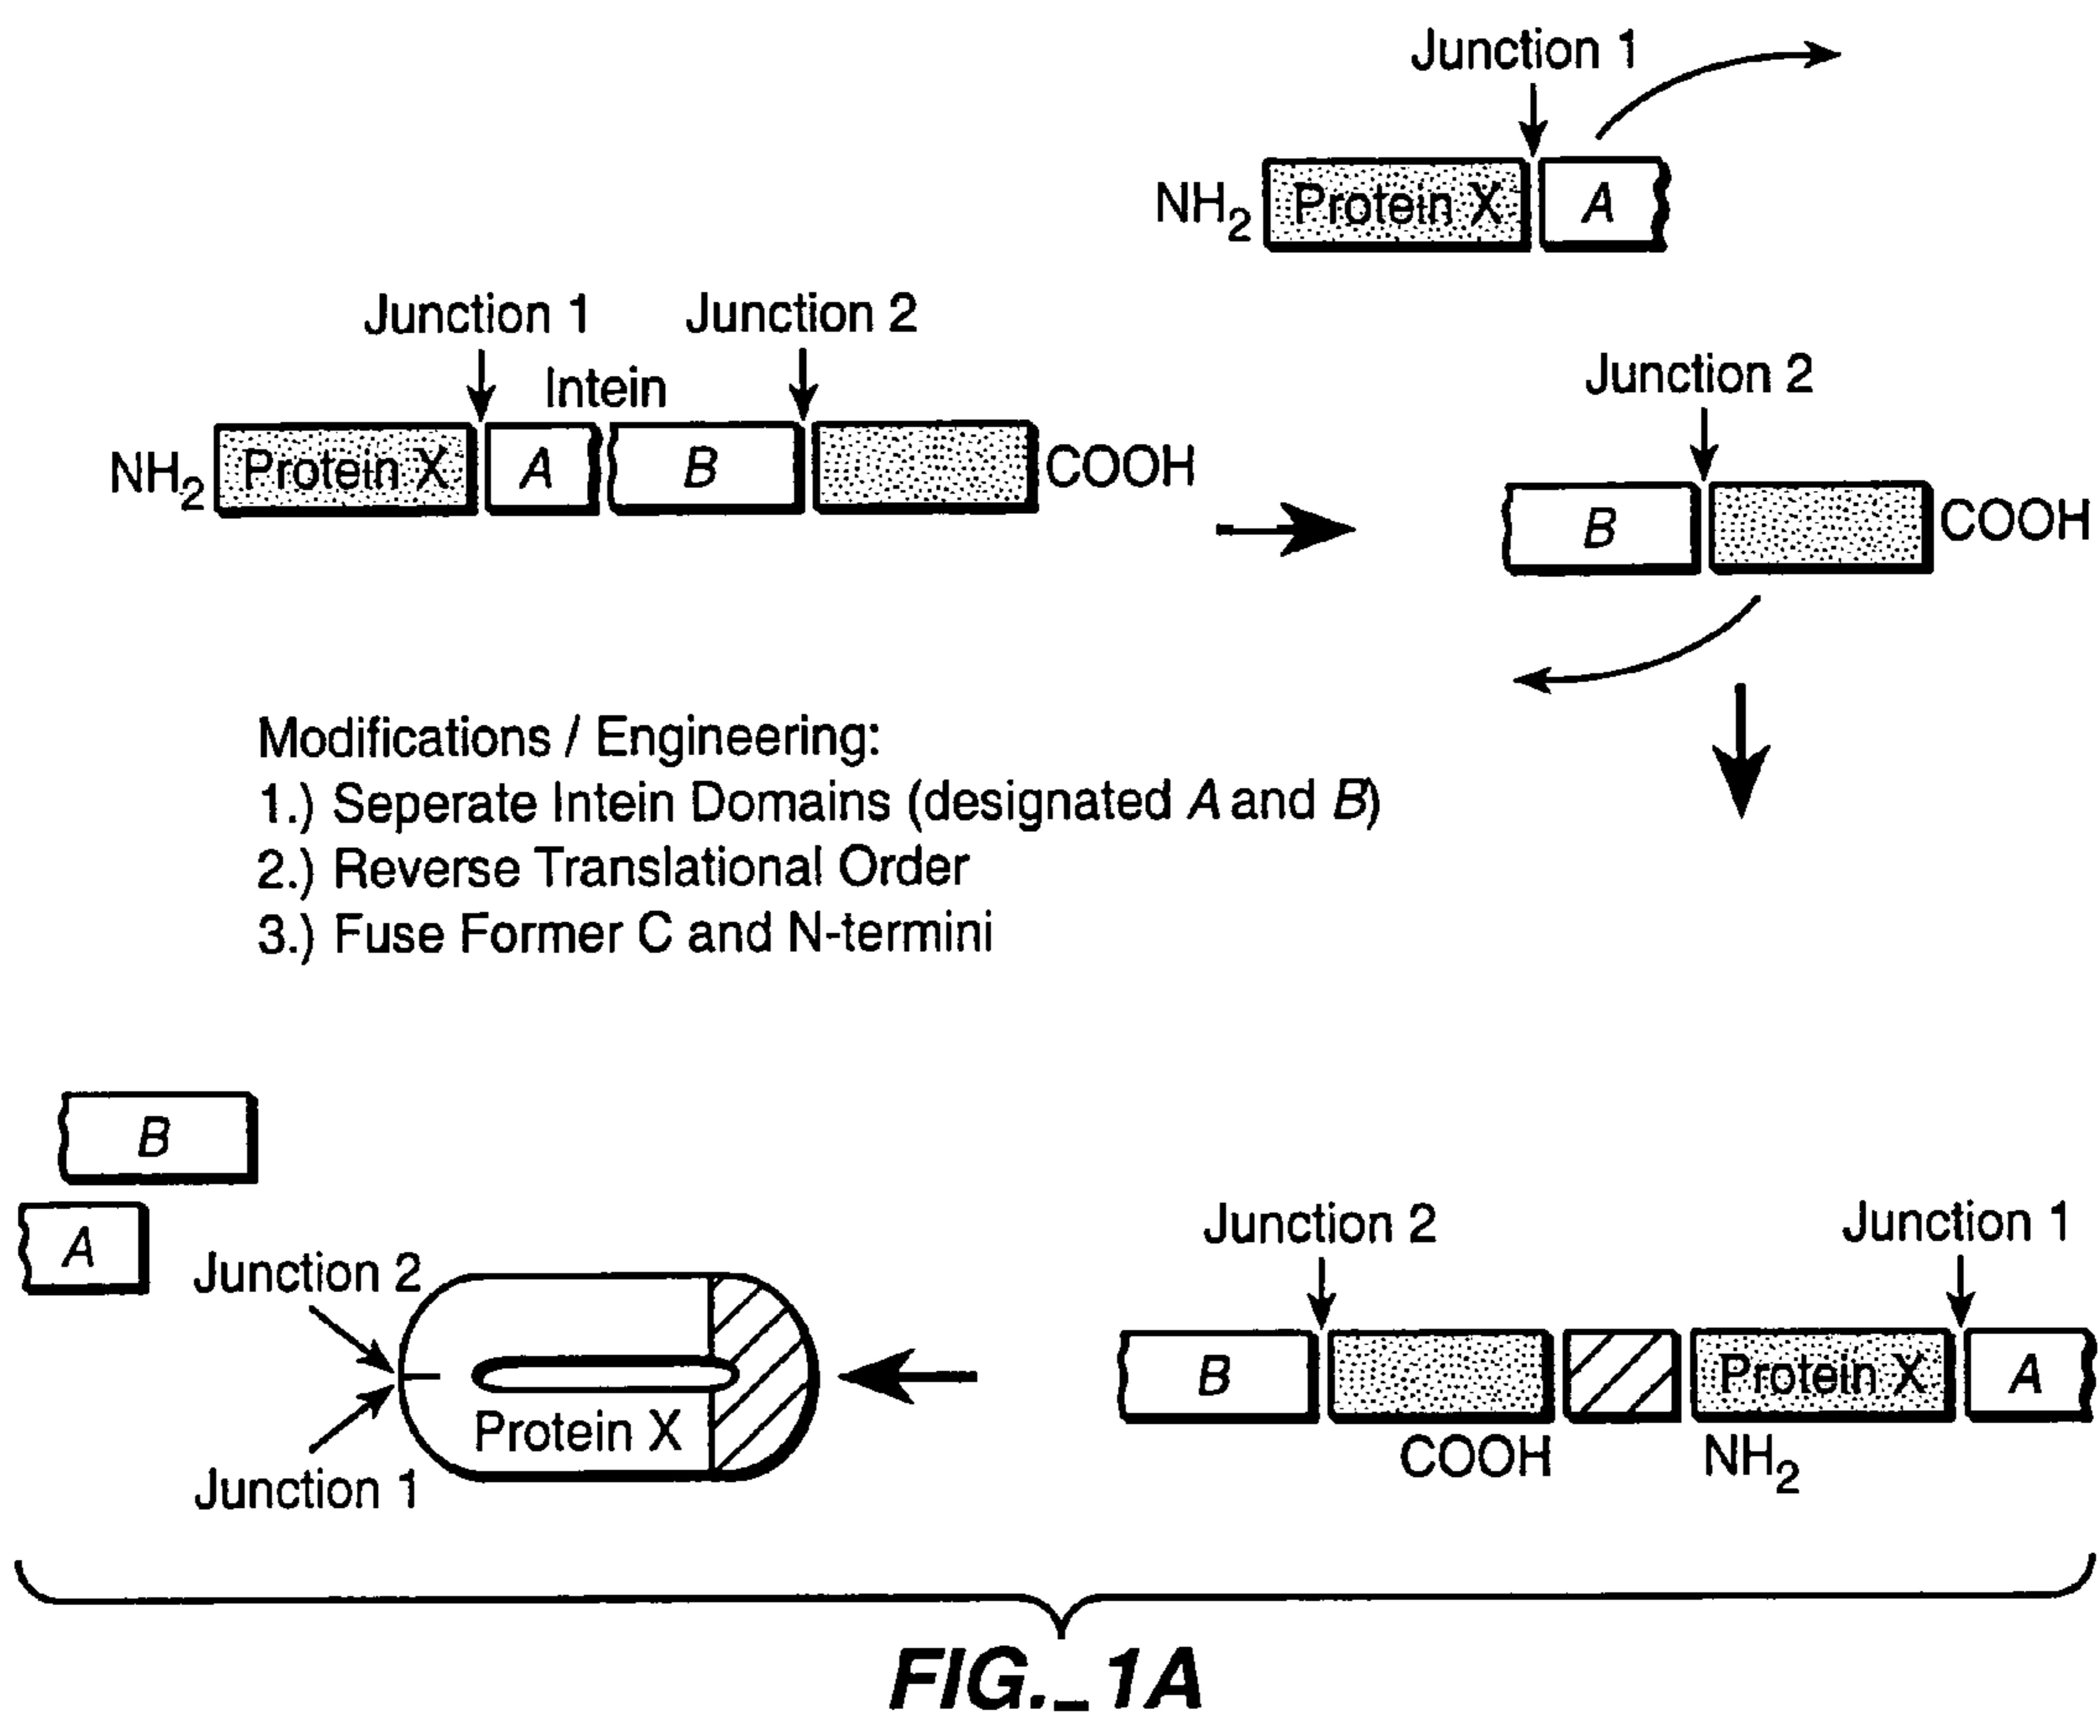 Junction 1
NH2 Protein X A
Junction 1 Junction 2
Intein
NH2 Protein X A B COOH
Junction 2
B COOH
Modifications / Engineering:
1.) Seperate Intein Domains (designated A and B)
2.) Reverse Translational Order
3.) Fuse Former C and N-termini
B
A
Junction 2
Protein X
Junction 1
Junction 2 Junction 1
B Protein X A
COOH NH2
FIG._1A